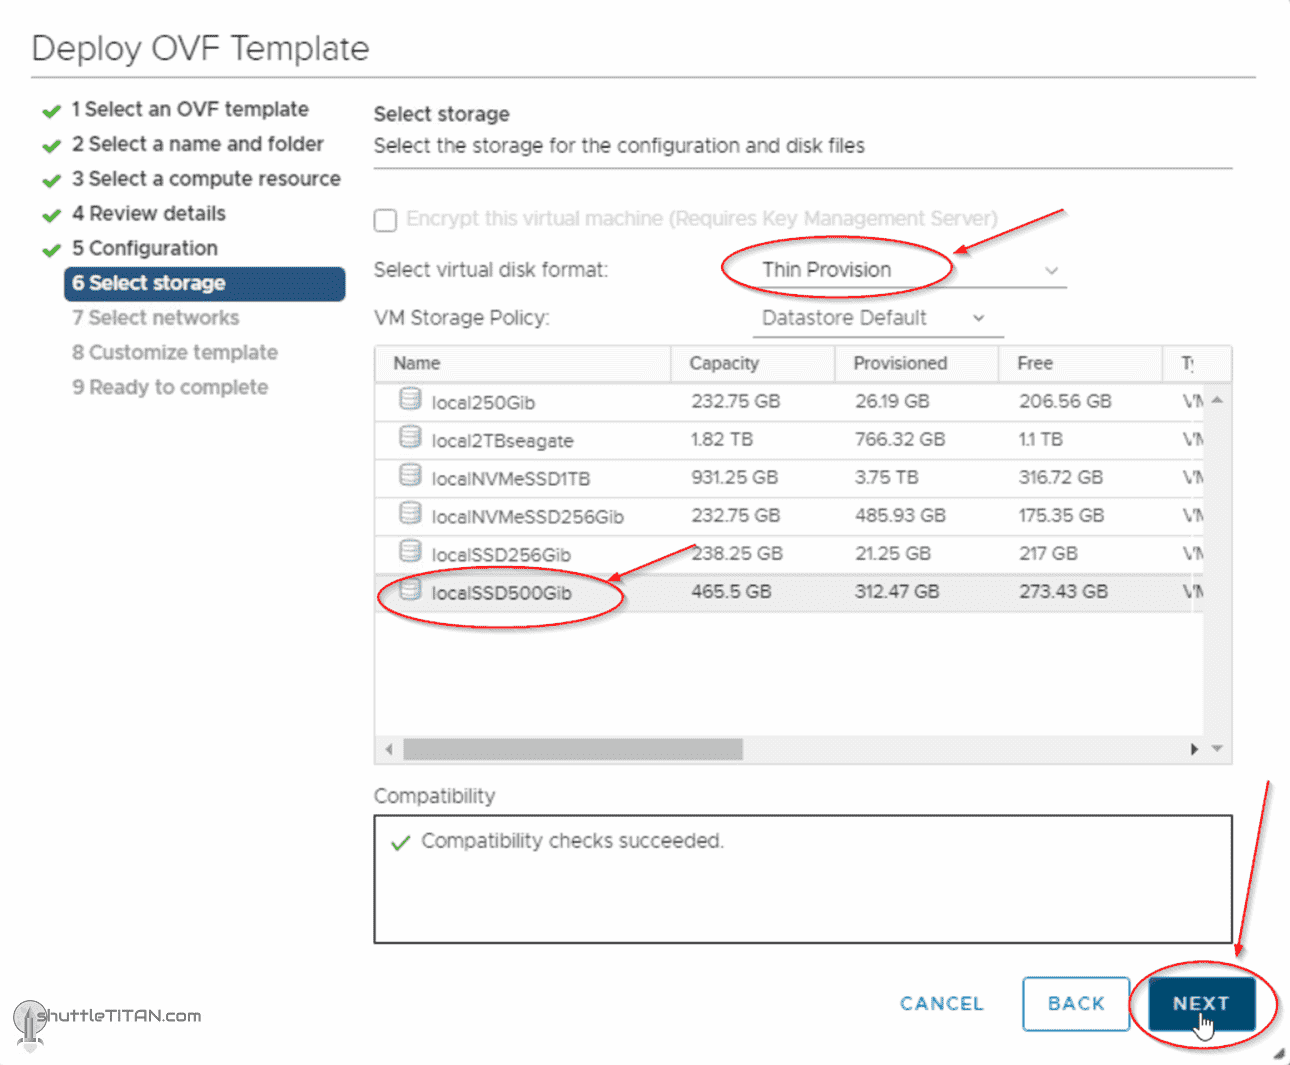 Deploy OVF Template
1 Select an OVF template
2 Select a name and folder
3 Select a compute resource
4 Review details
5 Configuration
6 Select storage
7 Select networks
8 Customize template
9 Ready to complete
Select storage
Select the storage for the configuration and disk files
Encrypt this virtual machine (Requires Key Management Server)
Select virtual disk format: Thin Provision
VM Storage Policy: Datastore Default
Name Capacity Provisioned Free
local250Gib 232.75 GB 26.19 GB 206.56 GB
local2TBseagate 1.82 TB 766.32 GB 1.1 TB
localNVMeSSD1TB 931.25 GB 3.75 TB 316.72 GB
localNVMeSSD256Gib 232.75 GB 485.93 GB 175.35 GB
localSSD256Gib 238.25 GB 21.25 GB 217 GB
localSSD500Gib 465.5 GB 312.47 GB 273.43 GB
Compatibility
Compatibility checks succeeded.
CANCEL BACK NEXT
shuttleTITAN.com